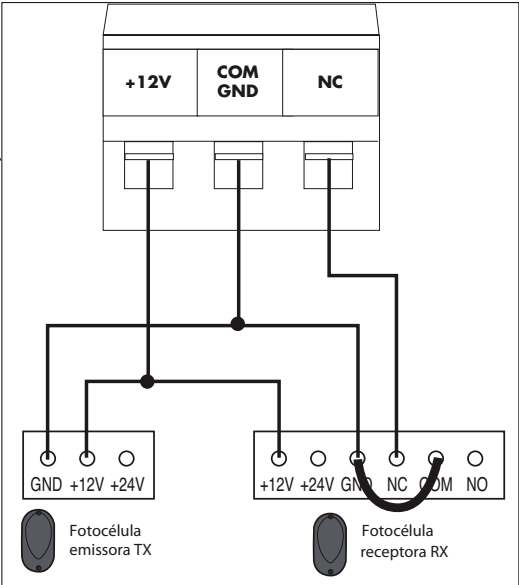 +12V COM GND NC
GND +12V +24V
+12V +24V GND NC COM NO
Fotocélula
emissora TX
Fotocélula
receptora RX